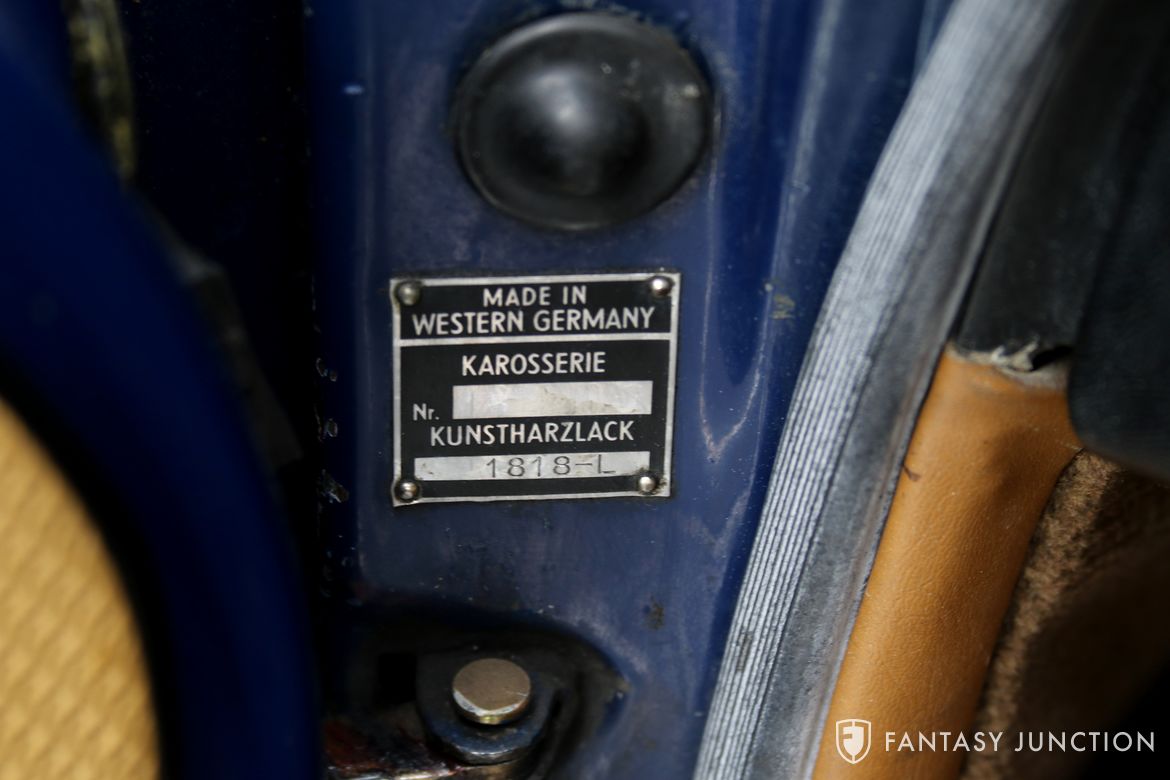 MADE IN
WESTERN GERMANY
KAROSSERIE
Nr.
KUNSTHARZLACK
1818-L
FANTASY JUNCTION